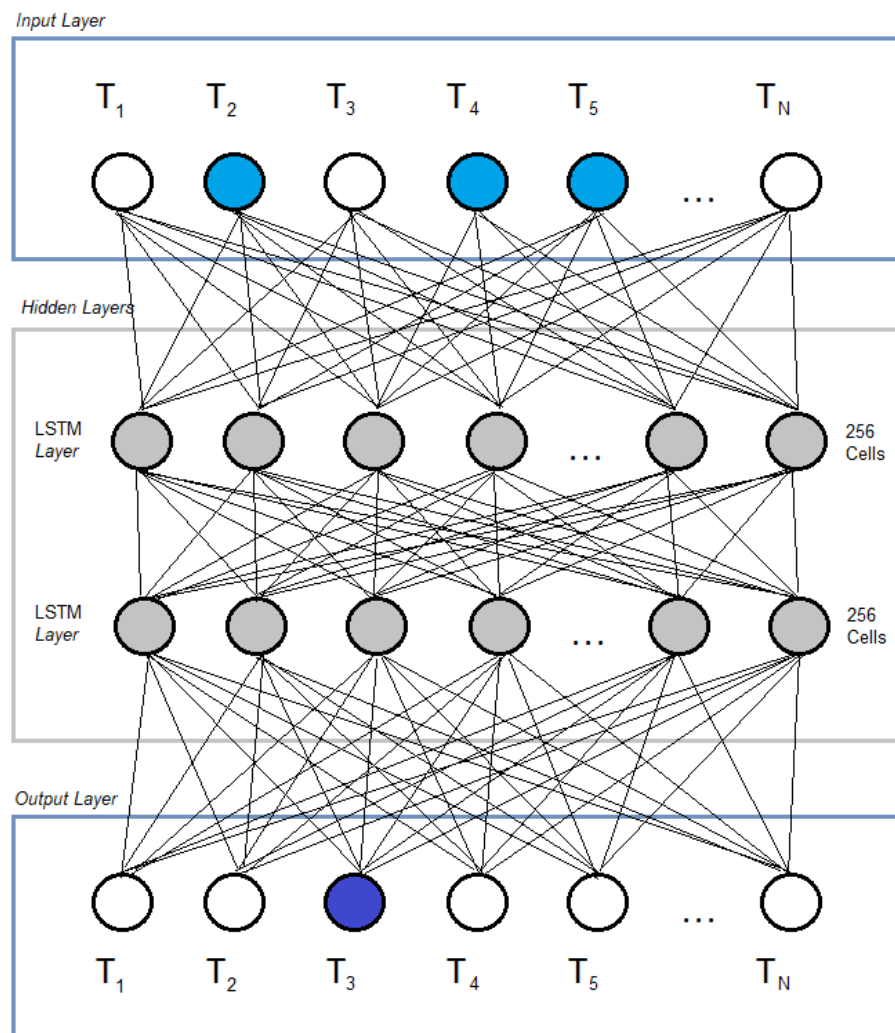 Input Layer
T1 T2 T3 T4 T5 ... TN
Hidden Layers
LSTM
Layer
...
256
Cells
LSTM
Layer
...
256
Cells
Output Layer
...
T1 T2 T3 T4 T5 TN